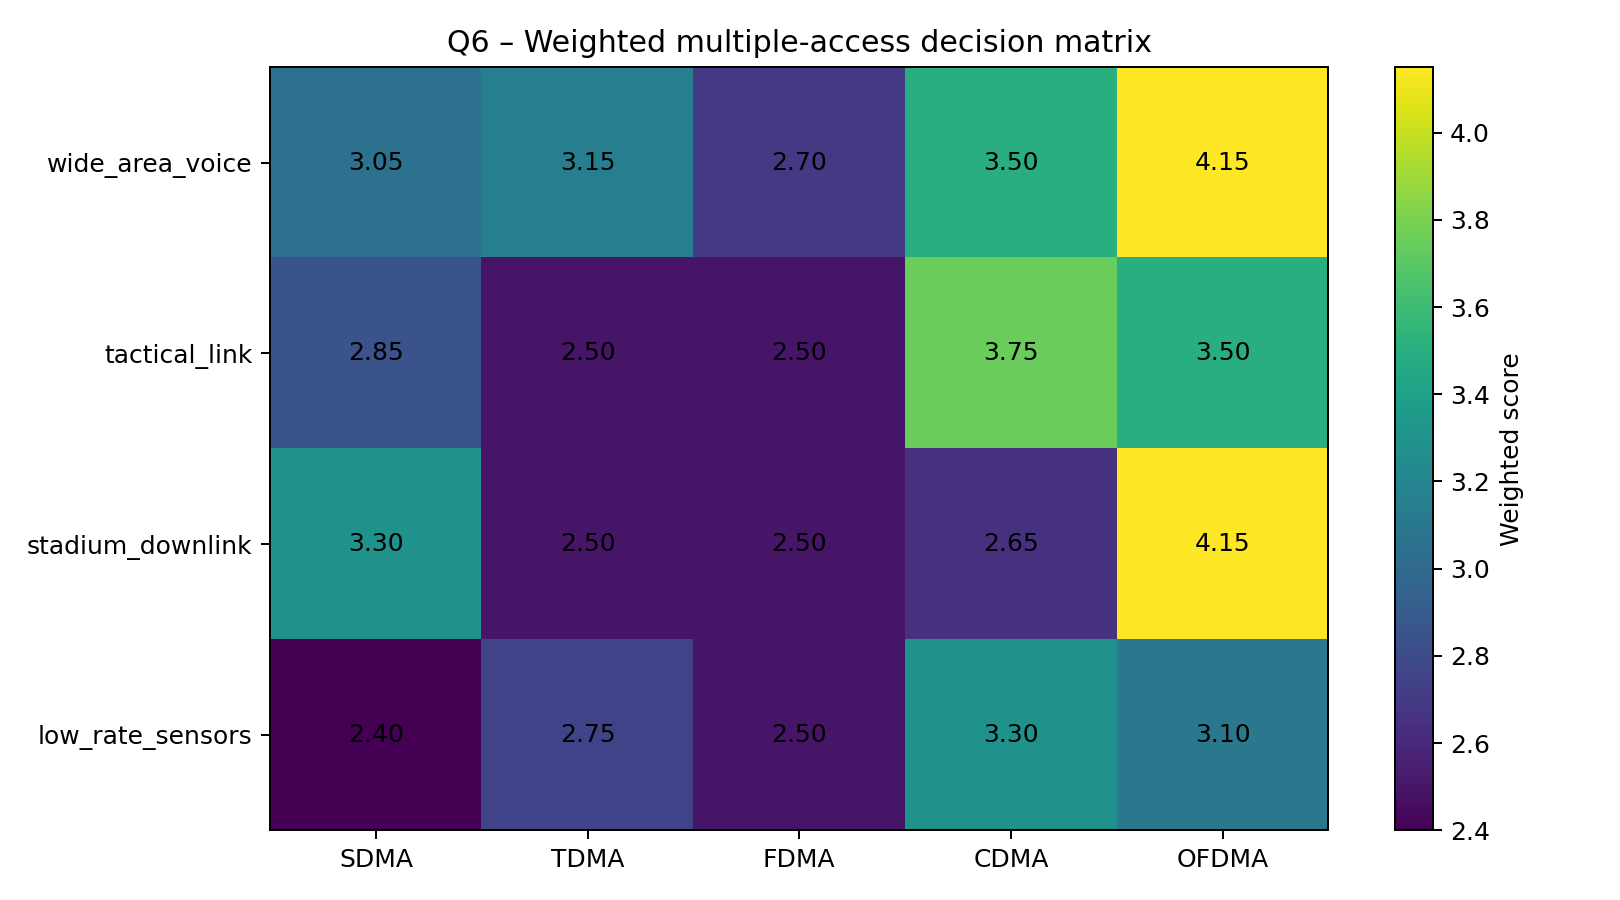 Q6 – Weighted multiple-access decision matrix
wide_area_voice 3.05 3.15 2.70 3.50 4.15
tactical_link 2.85 2.50 2.50 3.75 3.50
stadium_downlink 3.30 2.50 2.50 2.65 4.15
low_rate_sensors 2.40 2.75 2.50 3.30 3.10
SDMA TDMA FDMA CDMA OFDMA
4.0
3.8
3.6
3.4
3.2
3.0
2.8
2.6
2.4
Weighted score